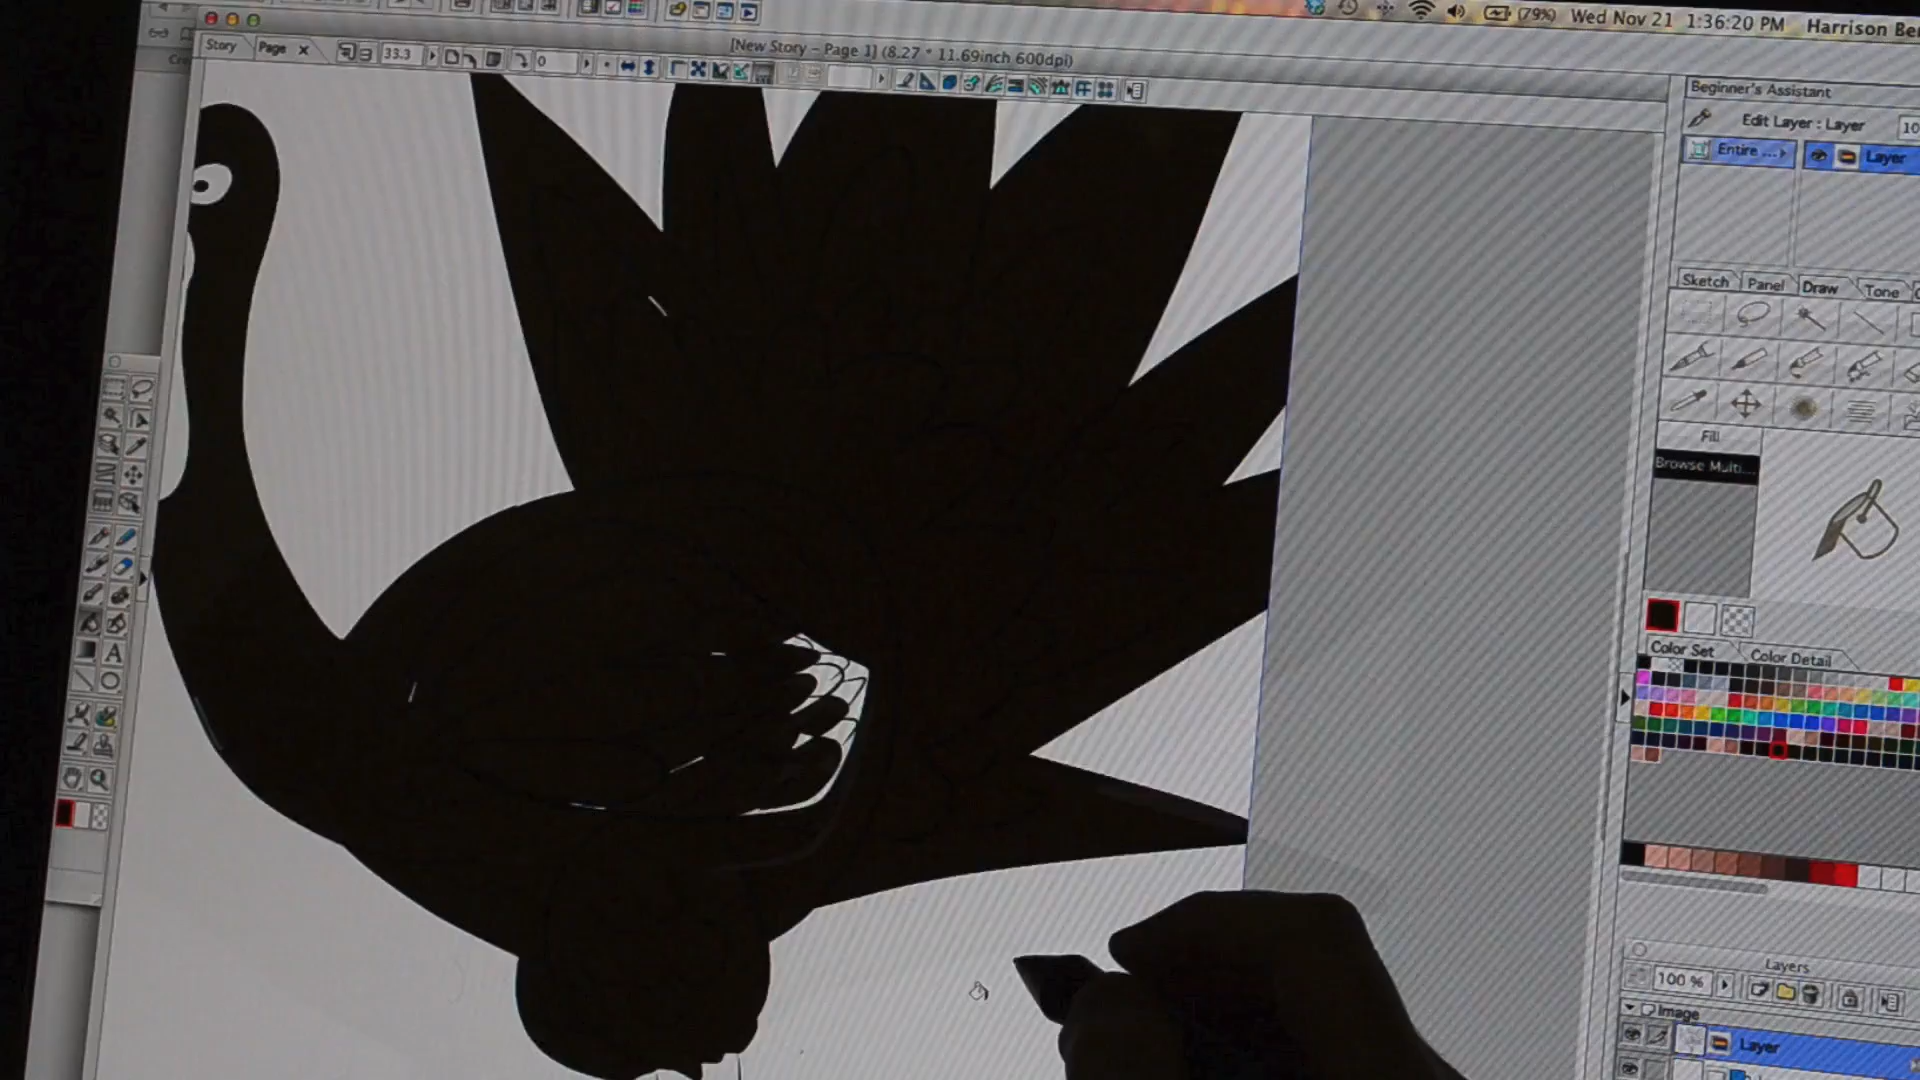 (79%) Wed Nov 21 1:36:20 PM Harrison Be
Story Page
33.3
0
[New Story - Page 1] (8.27 * 11.69inch 600dpi)
Beginner's Assistant
Edit Layer : Layer
10
Entire ...
Layer
Sketch Panel Draw Tone
Fill
Browse Multi...
A
Color Set Color Detail
Layers
100 %
Image
Layer